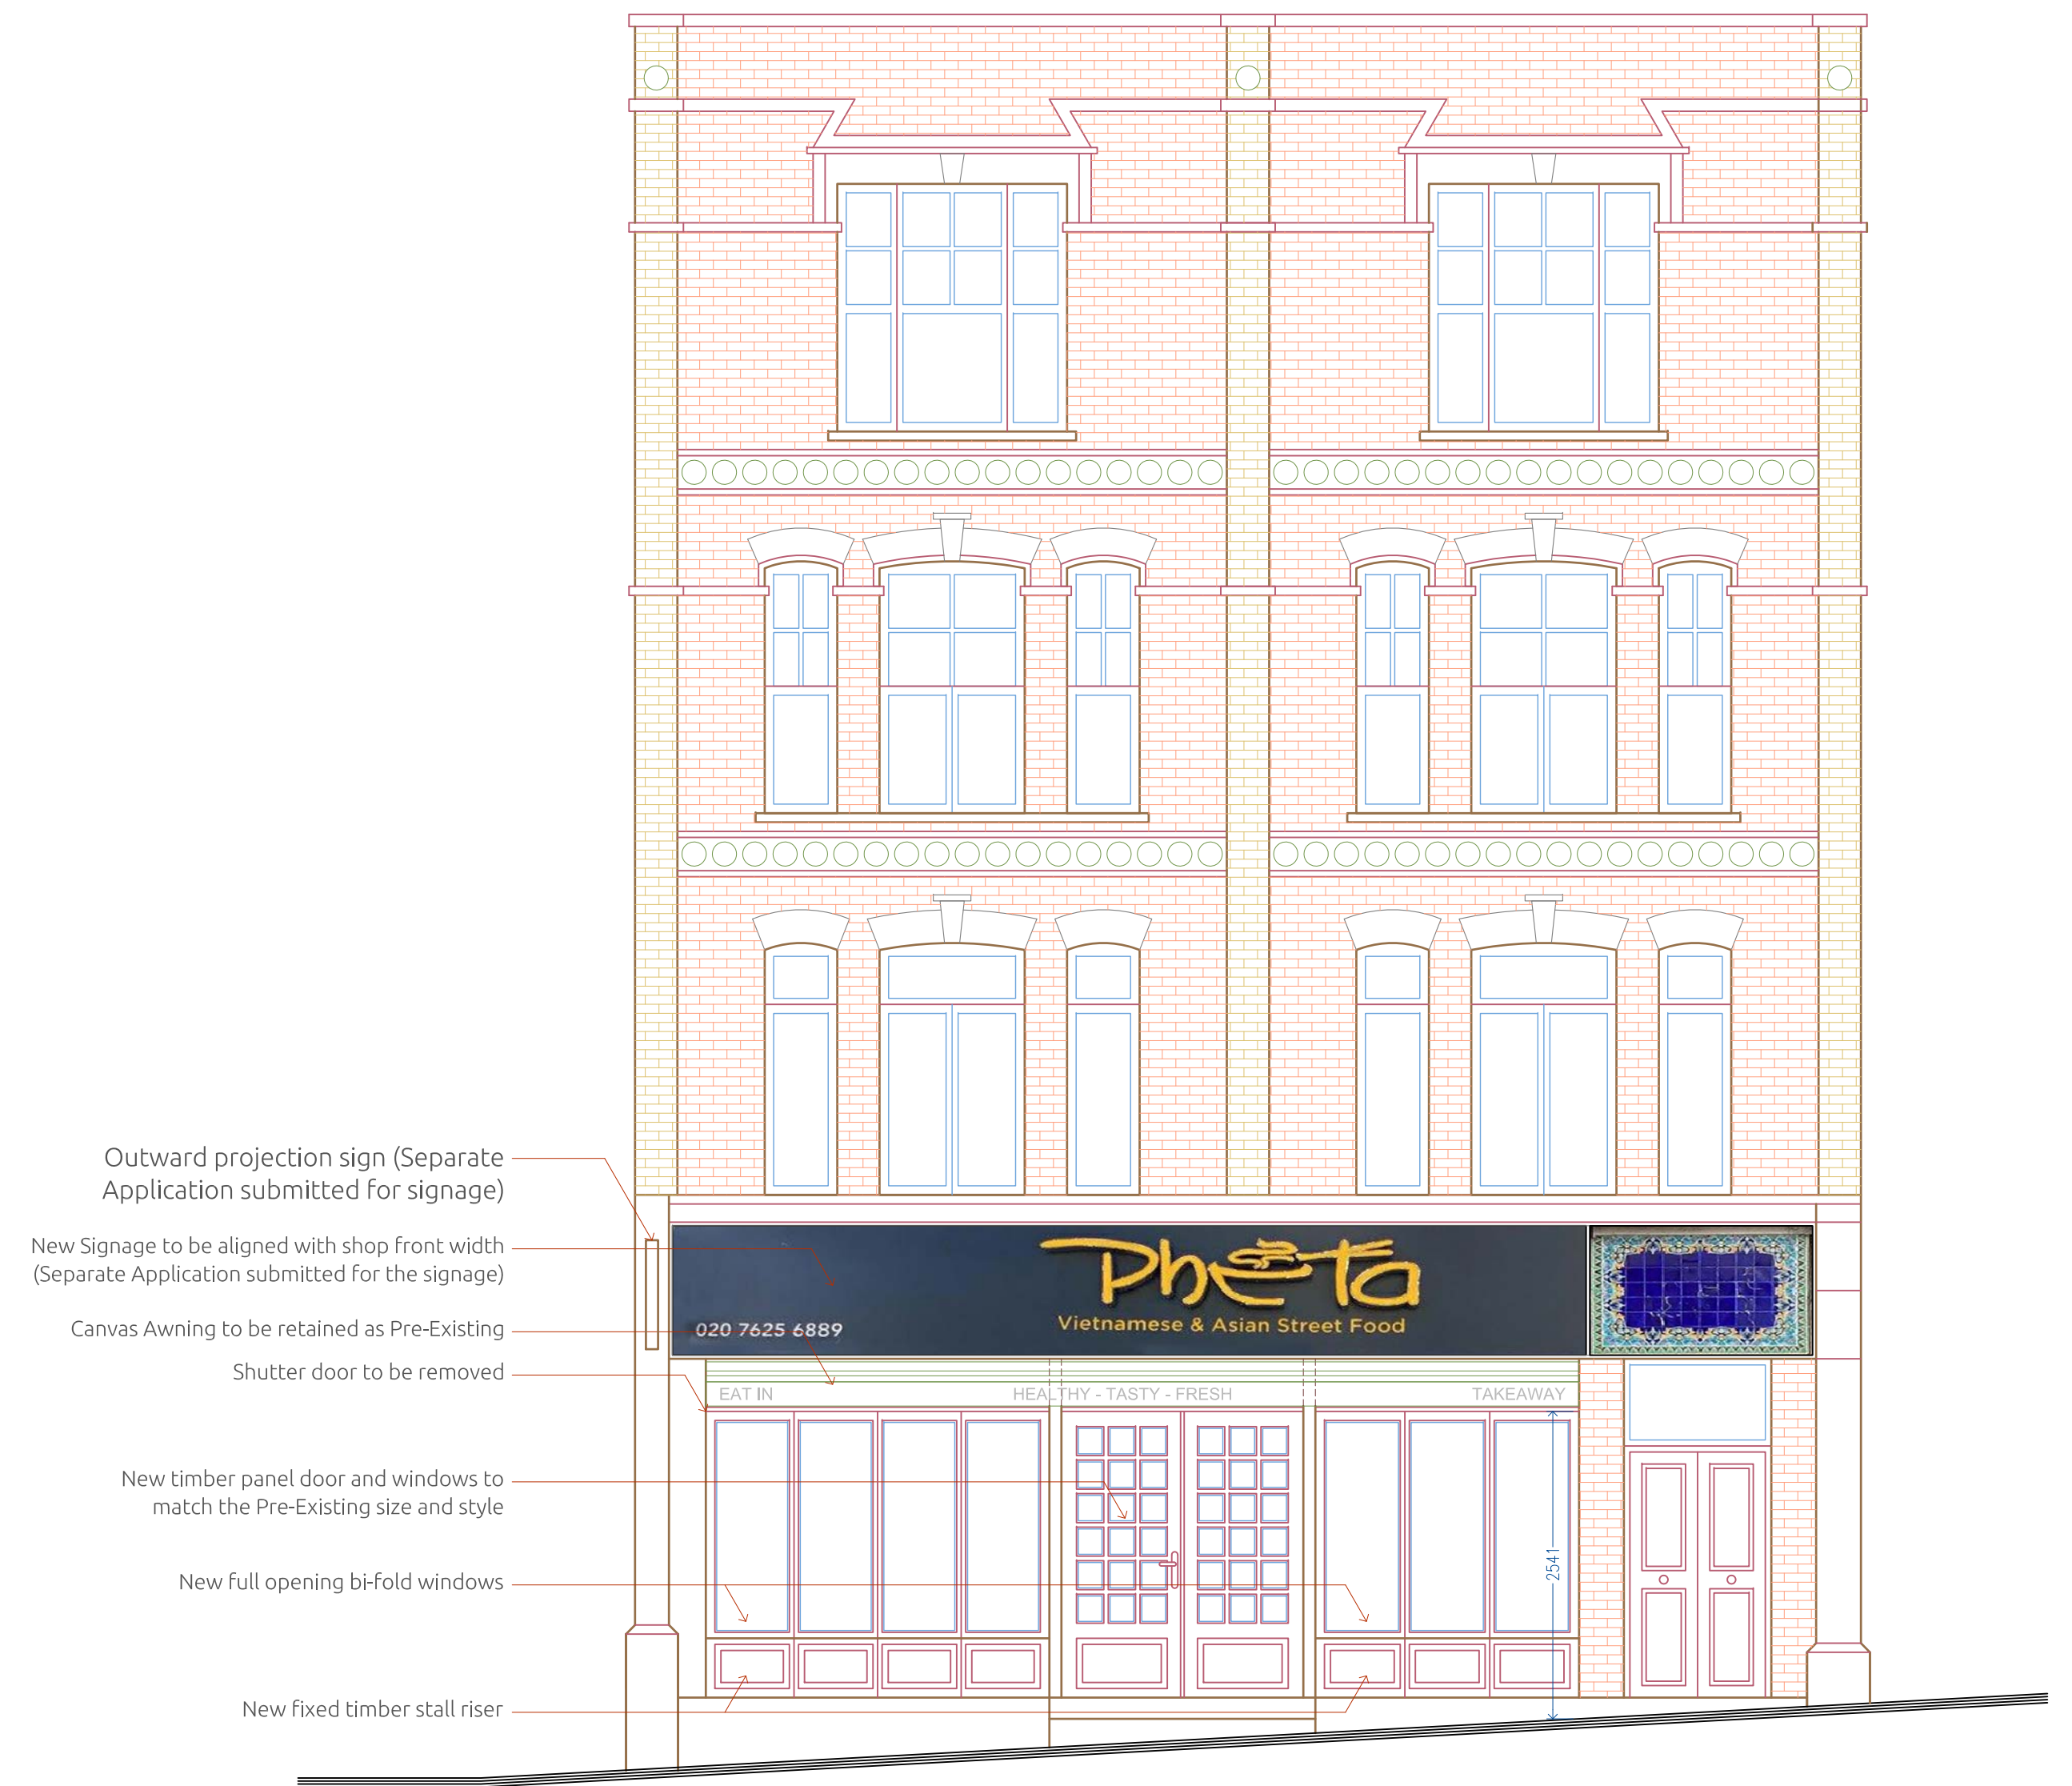 Outward projection sign (Separate
Application submitted for signage)
New Signage to be aligned with shop front width
(Separate Application submitted for the signage)
Canvas Awning to be retained as Pre-Existing
Shutter door to be removed
New timber panel door and windows to
match the Pre-Existing size and style
New full opening bi-fold windows
New fixed timber stall riser
Pheta
Vietnamese & Asian Street Food
020 7625 6889
EAT IN
HEALTHY - TASTY - FRESH
TAKEAWAY
2541